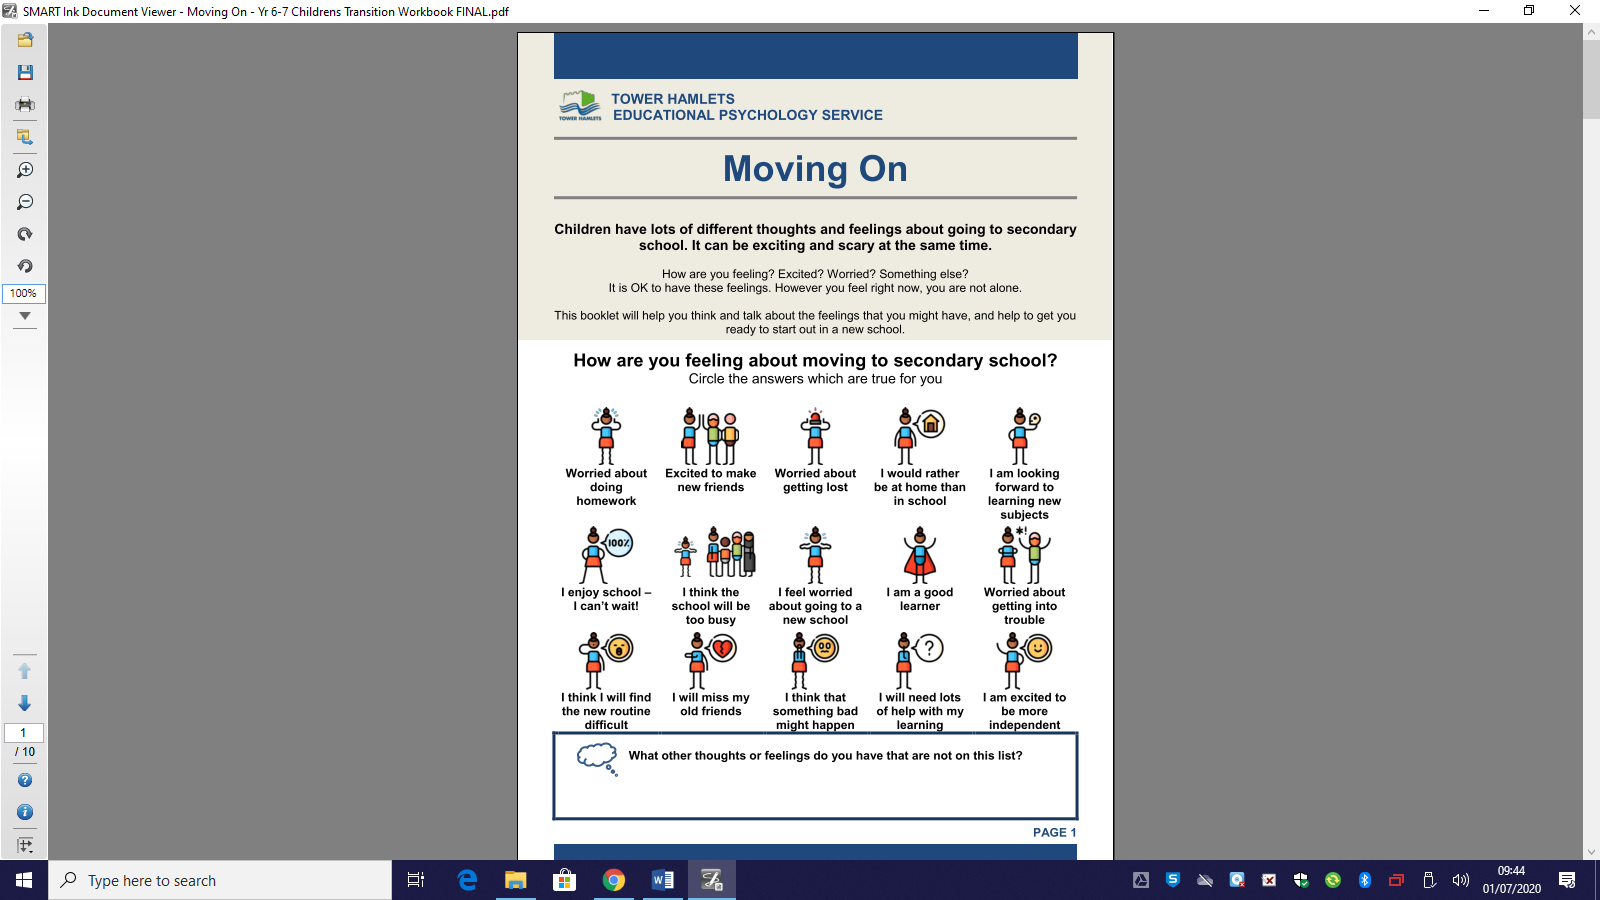 SMART Ink Document Viewer - Moving On - Yr 6-7 Childrens Transition Workbook FINAL.pdf
TOWER HAMLETS
TOWER HAMLETS
EDUCATIONAL PSYCHOLOGY SERVICE
Moving On
Children have lots of different thoughts and feelings about going to secondary
school. It can be exciting and scary at the same time.
How are you feeling? Excited? Worried? Something else?
It is OK to have these feelings. However you feel right now, you are not alone.
This booklet will help you think and talk about the feelings that you might have, and help to get you
ready to start out in a new school.
How are you feeling about moving to secondary school?
Circle the answers which are true for you
Worried about
doing
homework
Excited to make
new friends
Worried about
getting lost
I would rather
be at home than
in school
I am looking
forward to
learning new
subjects
100%
I enjoy school –
I can't wait!
I think the
school will be
too busy
I feel worried
about going to a
new school
I am a good
learner
*!
Worried about
getting into
trouble
I think I will find
the new routine
difficult
I will miss my
old friends
I think that
something bad
might happen
?
I will need lots
of help with my
learning
I am excited to
be more
independent
What other thoughts or feelings do you have that are not on this list?
PAGE 1
100%
1
/ 10
Type here to search
09:44
01/07/2020